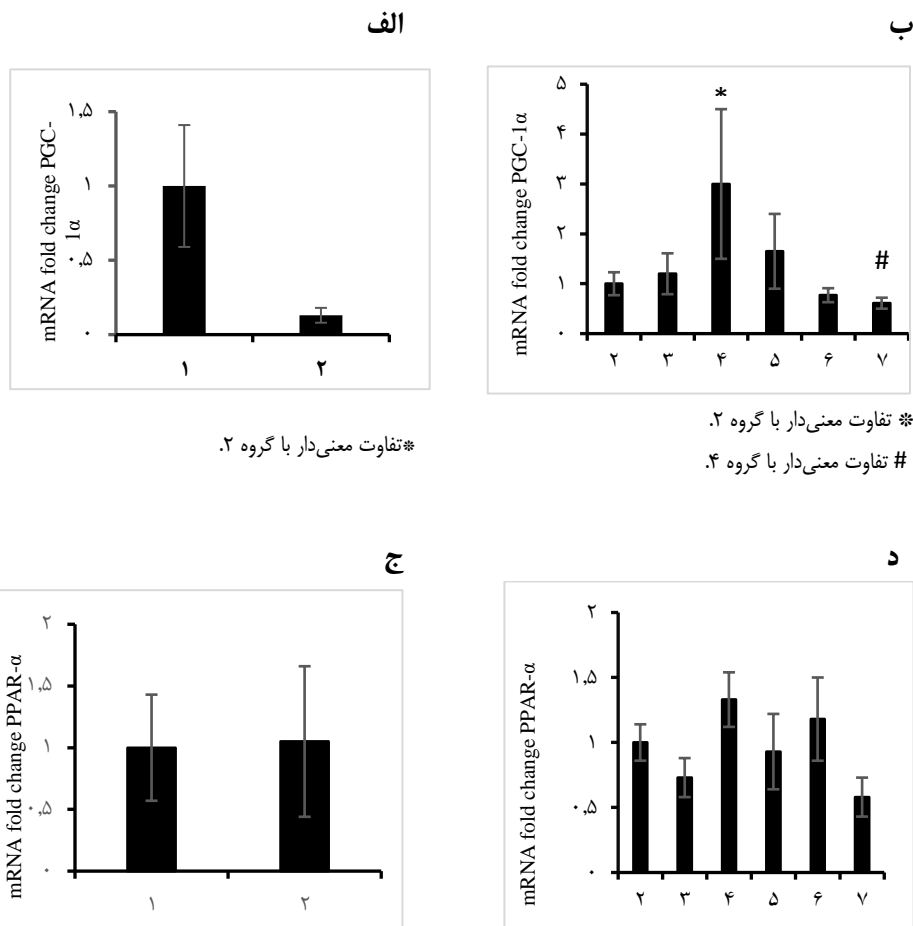 الف
ب
mRNA fold change PGC-
1α
۱,۵
۱
۰,۵
۰
۱ ۲
mRNA fold change PGC-1α
۵
۴
۳
۲
۱
۰
*
#
۲ ۳ ۴ ۵ ۶ ۷
*تفاوت معنی‌دار با گروه ۲.
* تفاوت معنی‌دار با گروه ۲.
# تفاوت معنی‌دار با گروه ۴.
ج
د
mRNA fold change PPAR-α
۲
۱,۵
۱
۰,۵
۰
۱ ۲
mRNA fold change PPAR-α
۲
۱,۵
۱
۰,۵
۰
۲ ۳ ۴ ۵ ۶ ۷